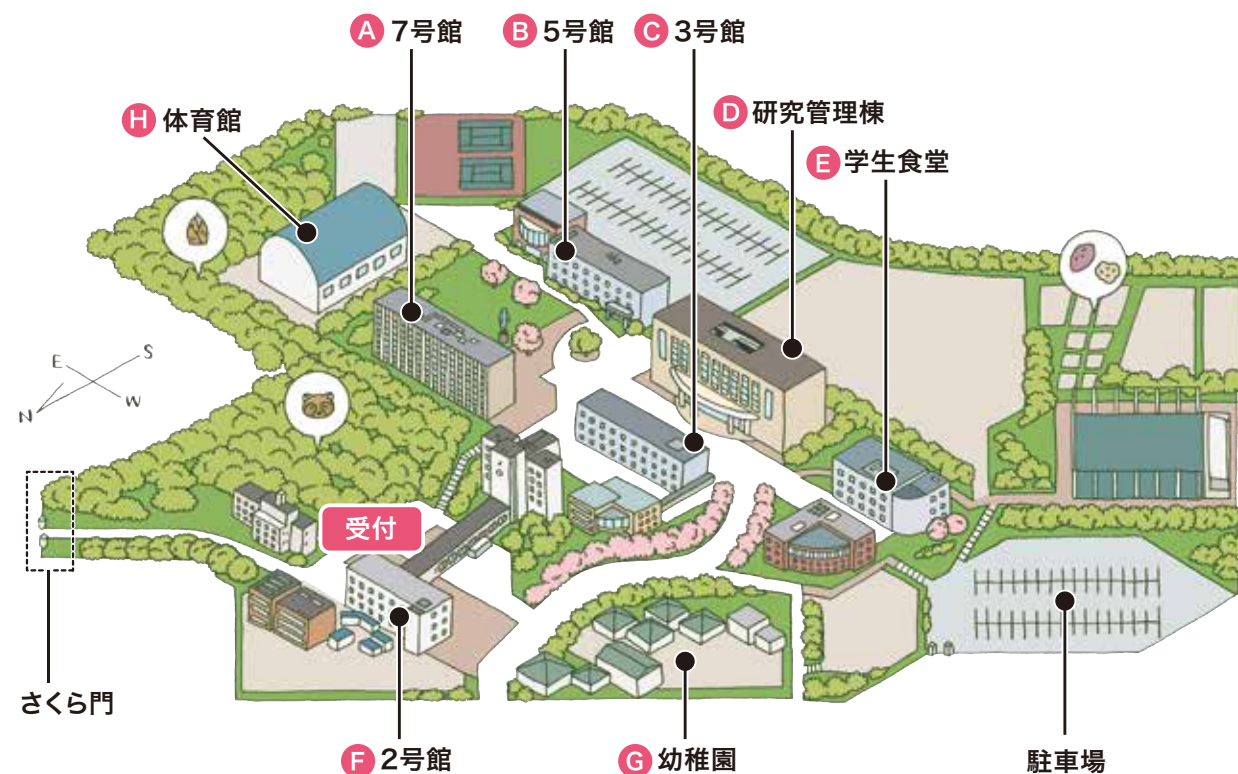 A 7号館
B 5号館
C 3号館
H 体育館
D 研究管理棟
E 学生食堂
E
S
N
W
受付
さくら門
F 2号館
G 幼稚園
駐車場